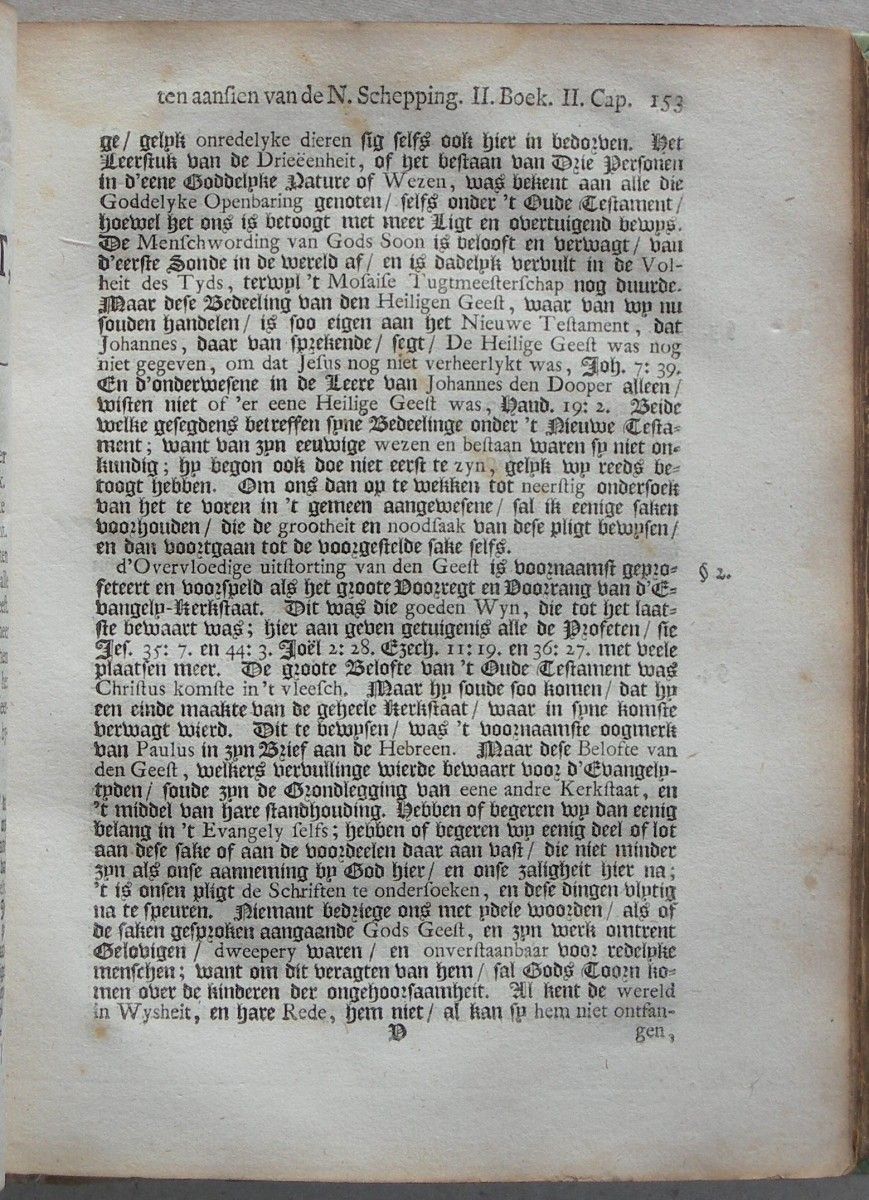 ten aansien van de N. Schepping. II. Boek. II. Cap. 153
ge/ gelyk onredelyke dieren sig selfs ook hier in bedorven. Het
Leerstuk van de Drieëenheit, of het bestaan van Drie Personen
in d'eene Goddelyke Nature of Wezen, was bekent aan alle die
Goddelyke Openbaring genoten/ selfs onder 't Oude Testament/
hoewel het ons is betoogt met meer Ligt en overtuigend bewys.
De Menschwording van Gods Soon is belooft en verwagt/ van
d'eerste Sonde in de wereld af/ en is dadelyk vervult in de Vol-
heit des Tyds, terwyl 't Mosaise Tugtmeesterschap nog duurde.
Maar dese Bedeeling van den Heiligen Geest, waar van wy nu
souden handelen/ is soo eigen aan het Nieuwe Testament, dat
Johannes, daar van sprekende/ segt/ De Heilige Geest was nog
niet gegeven, om dat Jesus nog niet verheerlykt was, Joh. 7: 39.
En d'onderwesene in de Leere van Johannes den Dooper alleen/
wisten niet of 'er eene Heilige Geest was, Hand. 19: 2. Beide
welke gesegdens betreffen syne Bedeelinge onder 't Nieuwe Testa-
ment; want van zyn eeuwige wezen en bestaan waren sy niet on-
kundig; hy begon ook doe niet eerst te zyn, gelyk wy reeds be-
toogt hebben. Om ons dan op te wekken tot neerstig ondersoek
van het te voren in 't gemeen aangewesene/ sal ik eenige saken
voorhouden/ die de grootheit en noodsaak van dese pligt bewysen/
en dan voortgaan tot de voorgestelde sake selfs.
d'Overvloedige uitstorting van den Geest is voornaamst gepro- § 2.
feteert en voorspeld als het groote Voorregt en Voorrang van d'E-
vangely-Kerkstaat. Dit was die goeden Wyn, die tot het laat-
ste bewaart was; hier aan geven getuigenis alle de Profeten/ sie
Jes. 35: 7. en 44: 3. Joël 2: 28. Ezech. 11: 19. en 36: 27. met veele
plaatsen meer. De groote Belofte van 't Oude Testament was
Christus komste in 't vleesch. Maar hy soude soo komen/ dat hy
een einde maakte van de geheele Kerkstaat/ waar in syne komste
verwagt wierd. Dit te bewysen/ was 't voornaamste oogmerk
van Paulus in zyn Brief aan de Hebreen. Maar dese Belofte van
den Geest, welkers vervullinge wierde bewaart voor d'Evangely-
tyden/ soude zyn de Grondlegging van eene andre Kerkstaat, en
't middel van hare standhouding. Hebben of begeren wy dan eenig
belang in 't Evangely selfs; hebben of begeren wy eenig deel of lot
aan dese sake of aan de voordeelen daar aan vast/ die niet minder
zyn als onse aanneming by God hier/ en onse zaligheit hier na;
't is onsen pligt de Schriften te ondersoeken, en dese dingen vlytig
na te speuren. Niemant bedriege ons met ydele woorden/ als of
de saken gesproken aangaande Gods Geest, en zyn werk omtrent
Gelovigen/ dweepery waren/ en onverstaanbaar voor redelyke
menschen; want om dit veragten van hem/ sal Gods Toorn ko-
men over de kinderen der ongehoorsaamheit. Al kent de wereld
in Wysheit, en hare Rede, hem niet/ al kan sy hem niet ontfan-
V gen,